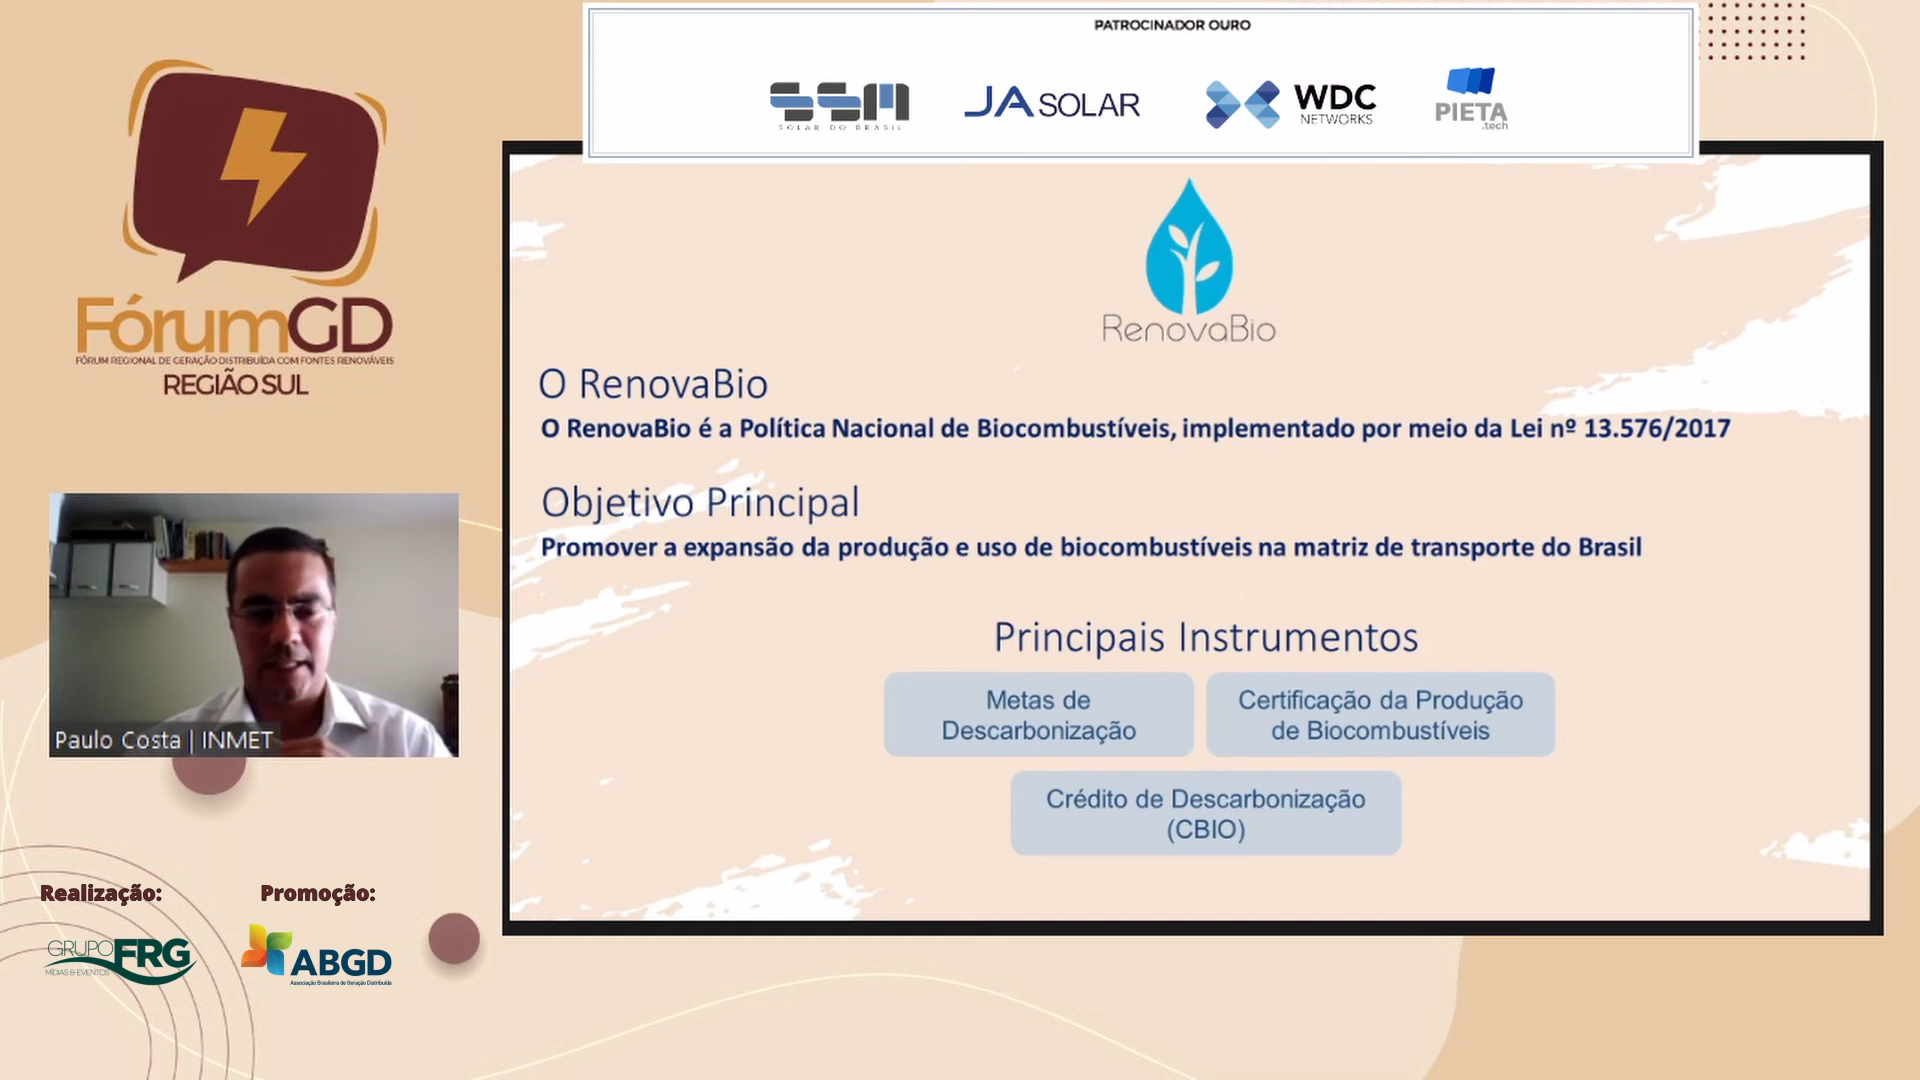 PATROCINADOR OURO
SSM
SOLAR DO BRASIL
JA SOLAR
WDC
NETWORKS
PIETA
.tech
FórumGD
FÓRUM REGIONAL DE GERAÇÃO DISTRIBUÍDA COM FONTES RENOVÁVEIS
REGIÃO SUL
RenovaBio
O RenovaBio
O RenovaBio é a Política Nacional de Biocombustíveis, implementado por meio da Lei nº 13.576/2017
Objetivo Principal
Promover a expansão da produção e uso de biocombustíveis na matriz de transporte do Brasil
Principais Instrumentos
Metas de
Descarbonização
Certificação da Produção
de Biocombustíveis
Crédito de Descarbonização
(CBIO)
Paulo Costa | INMET
Realização:
GRUPO FRG
MÍDIAS & EVENTOS
Promoção:
ABGD
Associação Brasileira de Geração Distribuída